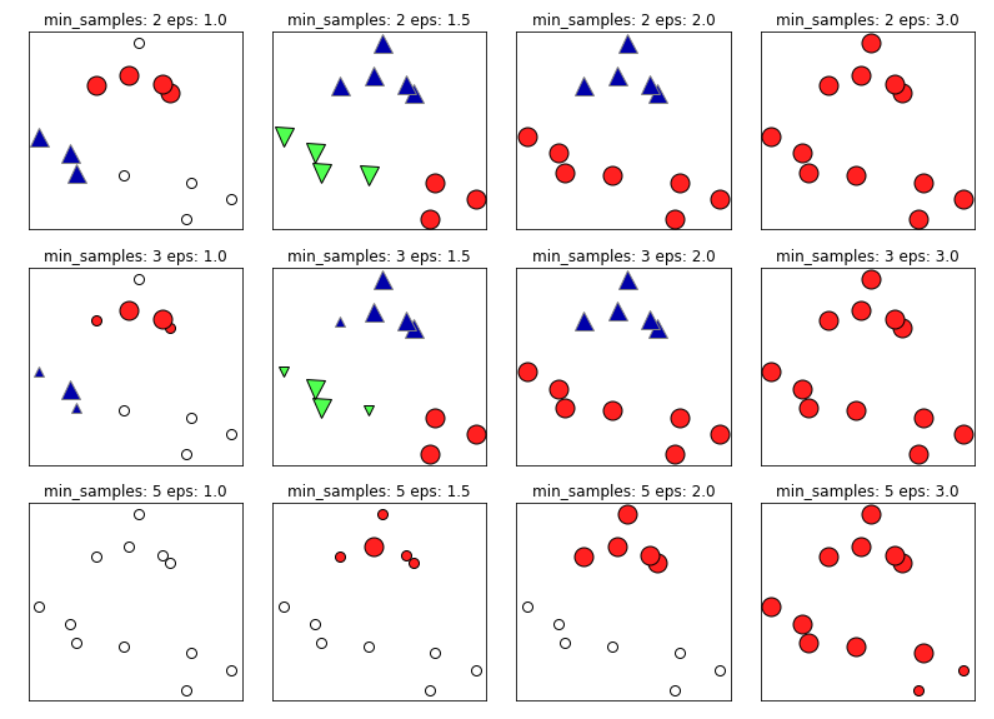 min_samples: 2 eps: 1.0
min_samples: 2 eps: 1.5
min_samples: 2 eps: 2.0
min_samples: 2 eps: 3.0
min_samples: 3 eps: 1.0
min_samples: 3 eps: 1.5
min_samples: 3 eps: 2.0
min_samples: 3 eps: 3.0
min_samples: 5 eps: 1.0
min_samples: 5 eps: 1.5
min_samples: 5 eps: 2.0
min_samples: 5 eps: 3.0